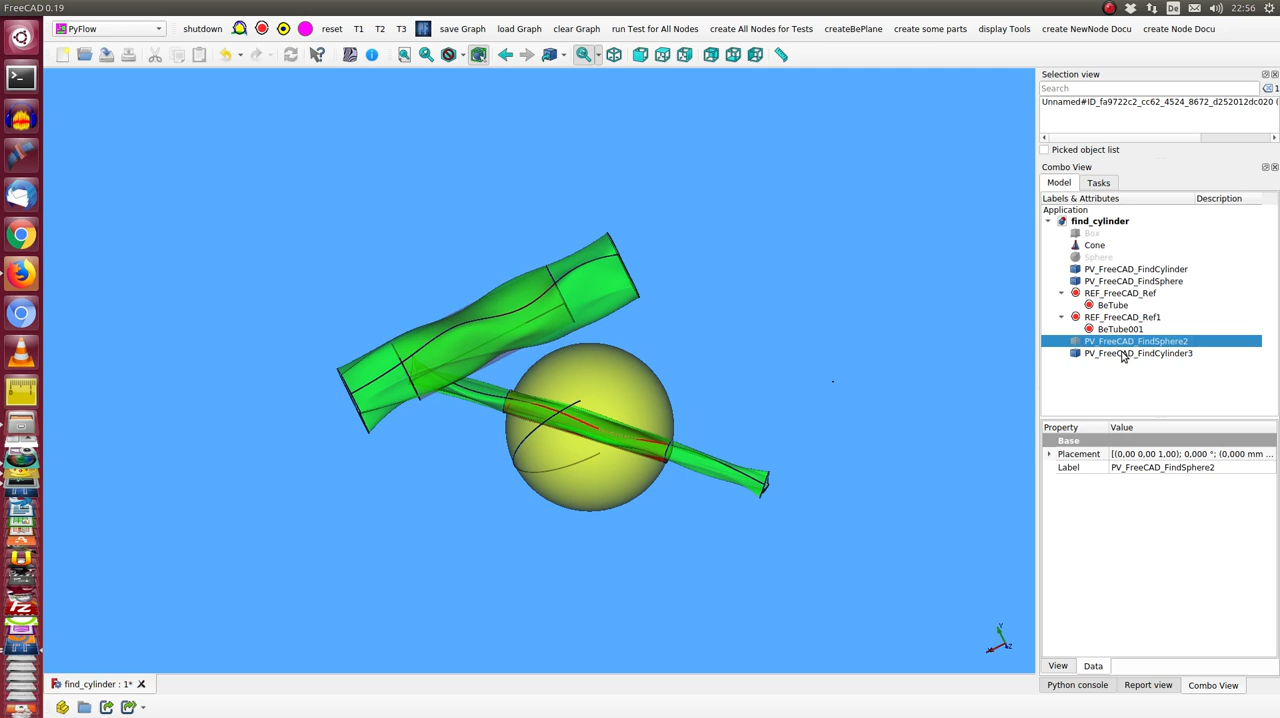 FreeCAD 0.19
De
22:56
PyFlow
shutdown
reset
T1
T2
T3
save Graph
load Graph
clear Graph
run Test for All Nodes
create All Nodes for Tests
createBePlane
create some parts
display Tools
create NewNode Docu
create Node Docu
Selection view
Search
1
Unnamed#ID_fa9722c2_cc62_4524_8672_d252012dc020 (
Picked object list
Combo View
Model
Tasks
Labels & Attributes
Description
Application
find_cylinder
Box
Cone
Sphere
PV_FreeCAD_FindCylinder
PV_FreeCAD_FindSphere
REF_FreeCAD_Ref
BeTube
REF_FreeCAD_Ref1
BeTube001
PV_FreeCAD_FindSphere2
PV_FreeCAD_FindCylinder3
Property
Value
Base
Placement
[(0,00 0,00 1,00); 0,000 °; (0,000 mm ...
Label
PV_FreeCAD_FindSphere2
Y
Z
View
Data
find_cylinder : 1*
Python console
Report view
Combo View